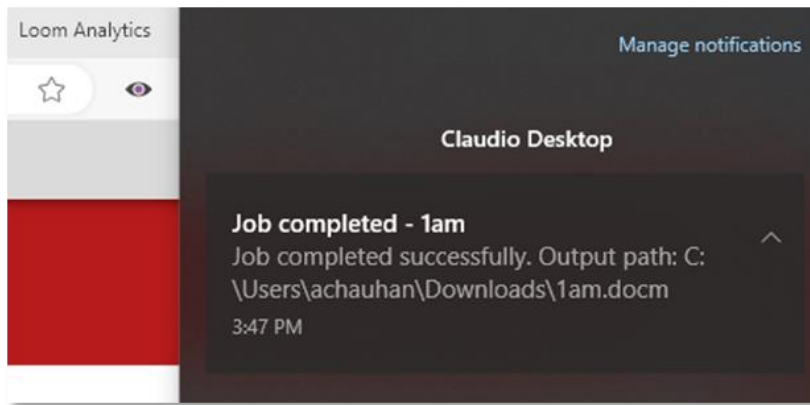 Loom Analytics
Manage notifications
Claudio Desktop
Job completed - 1am
Job completed successfully. Output path: C:
\Users\achauhan\Downloads\1am.docm
3:47 PM